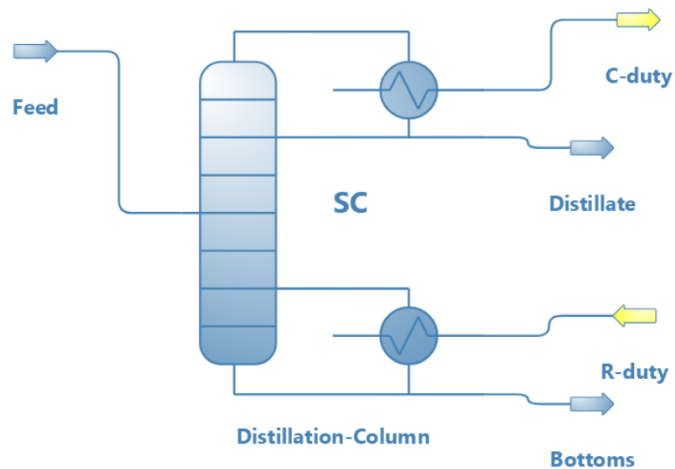 C-duty
Feed
SC
Distillate
R-duty
Distillation-Column
Bottoms